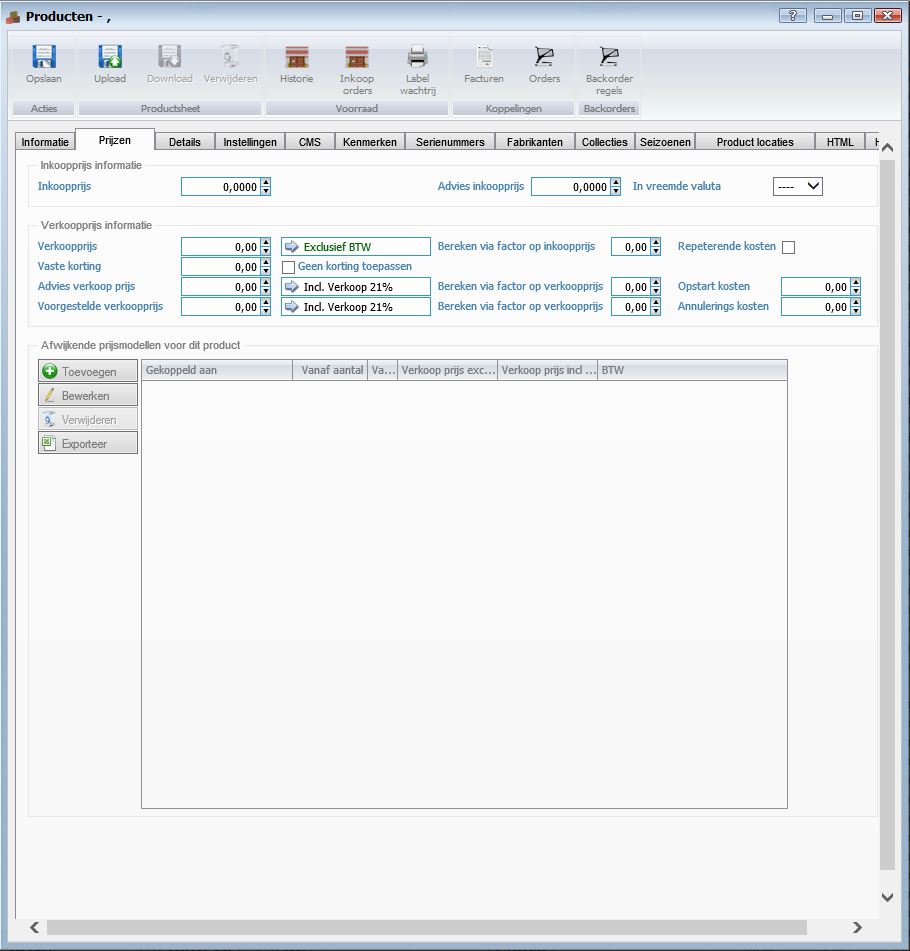 Producten - ,
Opslaan Upload Download Verwijderen Historie Inkoop orders Label wachtrij Facturen Orders Backorder regels
Acties Productsheet Voorraad Koppelingen Backorders
Informatie Prijzen Details Instellingen CMS Kenmerken Serienummers Fabrikanten Collecties Seizoenen Product locaties HTML
Inkoopprijs informatie
Inkoopprijs 0,0000 Advies inkoopprijs 0,0000 In vreemde valuta ----
Verkoopprijs informatie
Verkoopprijs 0,00 Exclusief BTW Bereken via factor op inkoopprijs 0,00 Repeterende kosten
Vaste korting 0,00 Geen korting toepassen
Advies verkoop prijs 0,00 Incl. Verkoop 21% Bereken via factor op verkoopprijs 0,00 Opstart kosten 0,00
Voorgestelde verkoopprijs 0,00 Incl. Verkoop 21% Bereken via factor op verkoopprijs 0,00 Annulerings kosten 0,00
Afwijkende prijsmodellen voor dit product
Toevoegen Gekoppeld aan Vanaf aantal Va... Verkoop prijs exc... Verkoop prijs incl ... BTW
Bewerken
Verwijderen
Exporteer